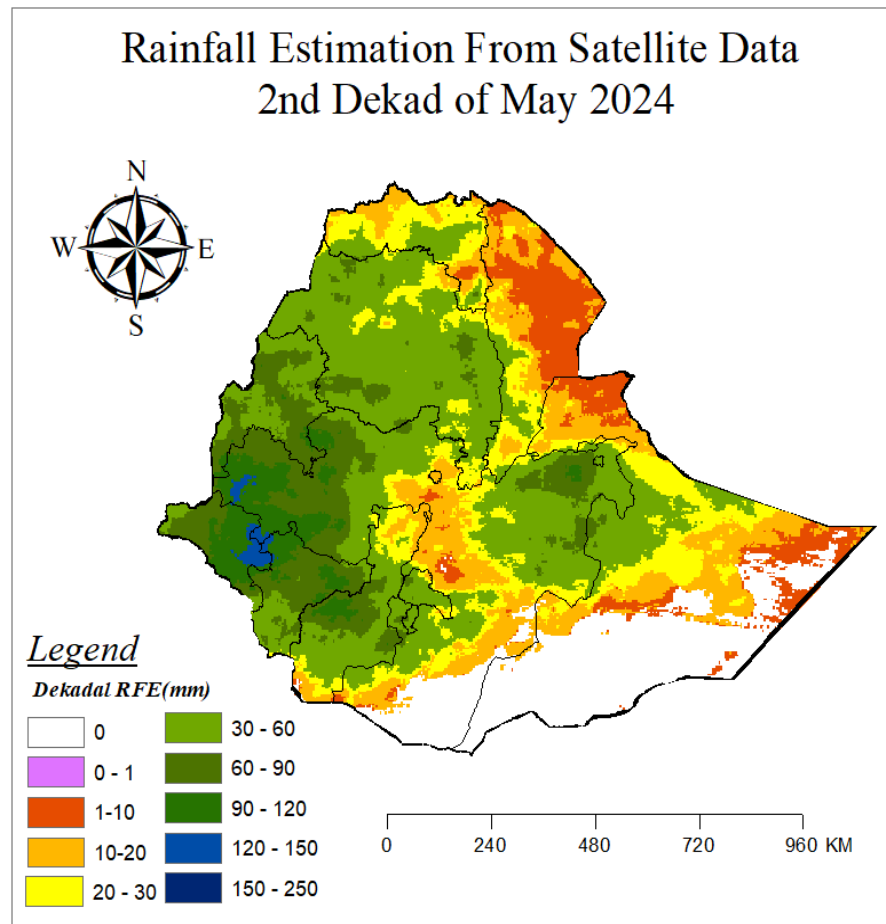 Rainfall Estimation From Satellite Data
2nd Dekad of May 2024
N
W E
S
Legend
Dekadal RFE(mm)
0
0 - 1
1-10
10-20
20 - 30
30 - 60
60 - 90
90 - 120
120 - 150
150 - 250
0 240 480 720 960 KM